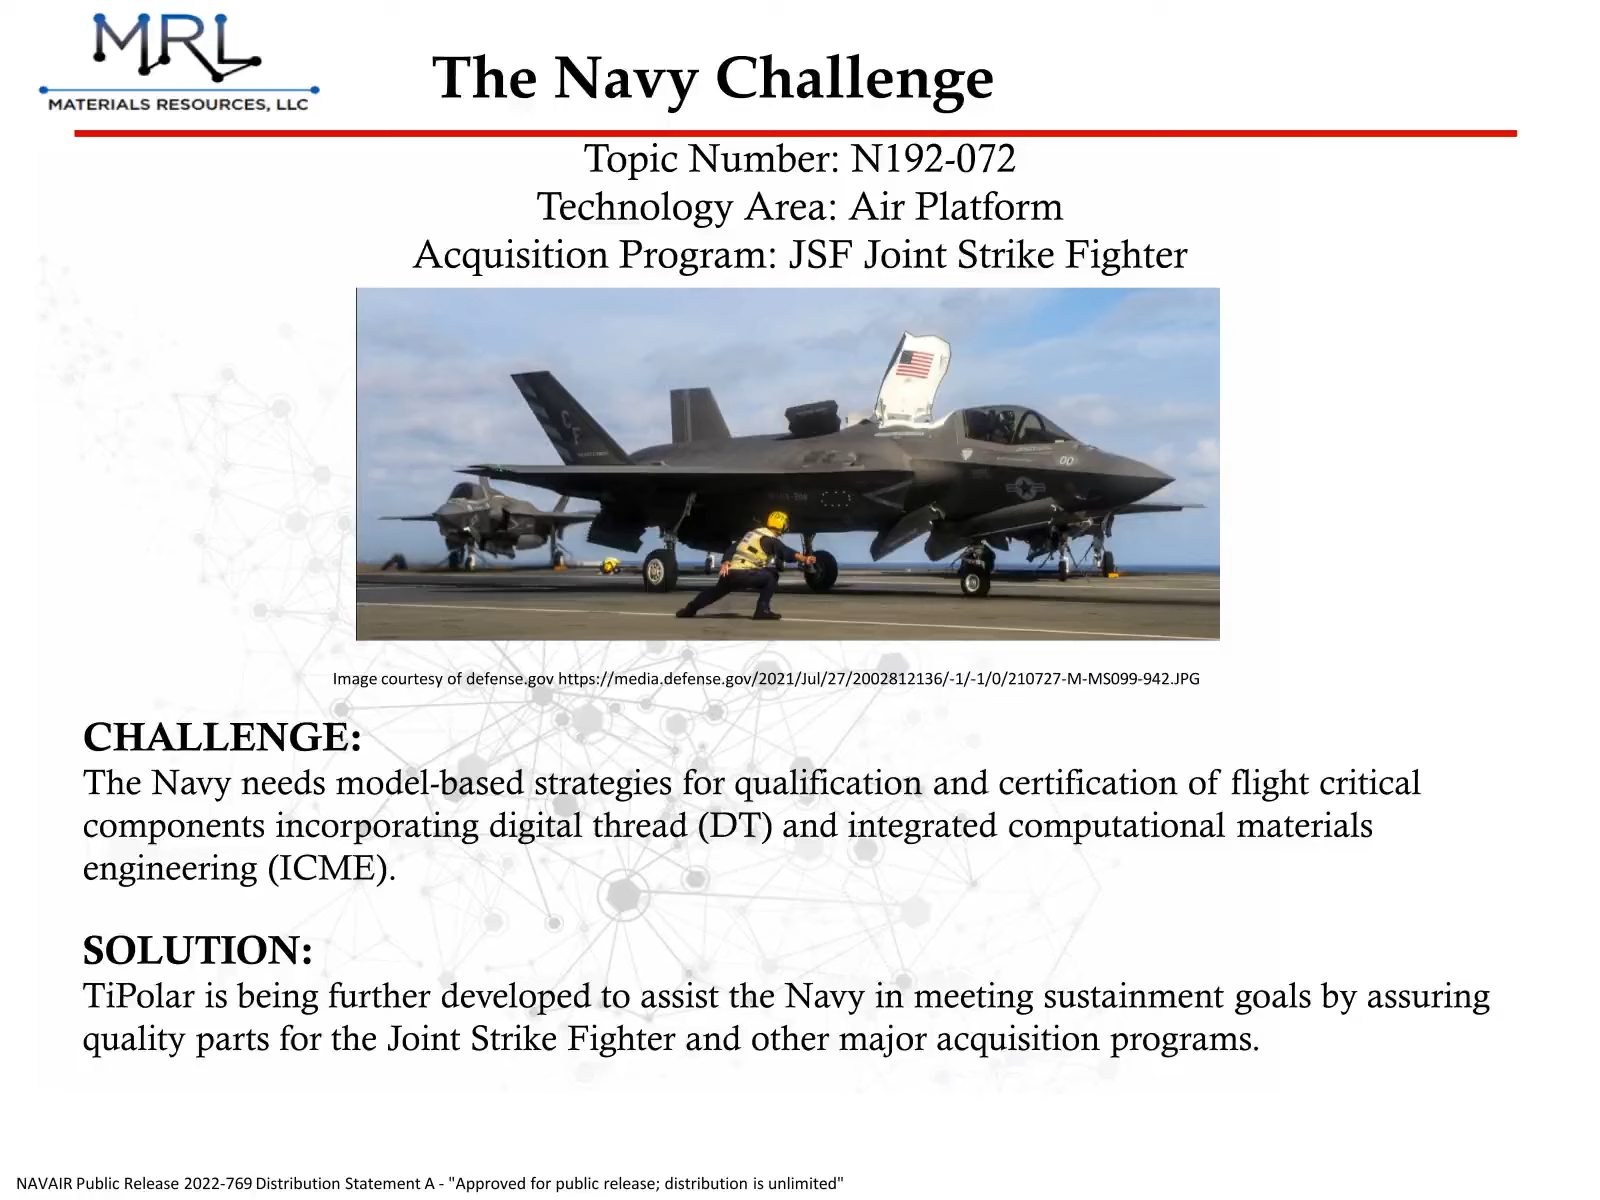 MRL
MATERIALS RESOURCES, LLC
The Navy Challenge
Topic Number: N192-072
Technology Area: Air Platform
Acquisition Program: JSF Joint Strike Fighter
CF
00
Image courtesy of defense.gov https://media.defense.gov/2021/Jul/27/2002812136/-1/-1/0/210727-M-MS099-942.JPG
CHALLENGE:
The Navy needs model-based strategies for qualification and certification of flight critical
components incorporating digital thread (DT) and integrated computational materials
engineering (ICME).
SOLUTION:
TiPolar is being further developed to assist the Navy in meeting sustainment goals by assuring
quality parts for the Joint Strike Fighter and other major acquisition programs.
NAVAIR Public Release 2022-769 Distribution Statement A - "Approved for public release; distribution is unlimited"